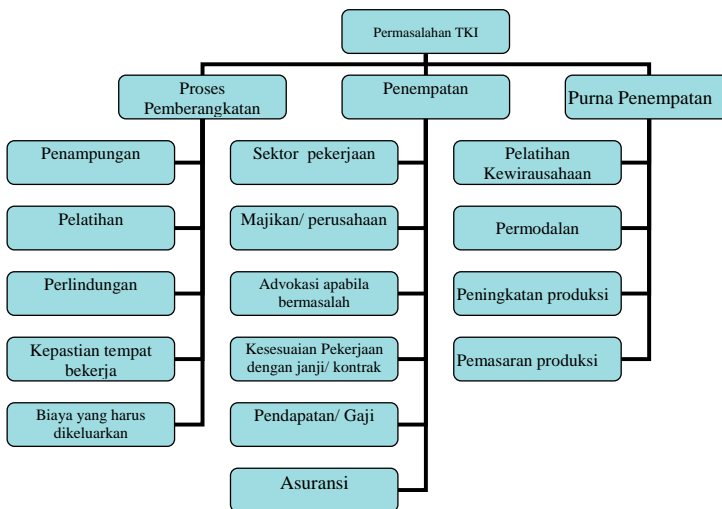 Permasalahan TKI
Proses
Pemberangkatan
Penempatan
Purna Penempatan
Penampungan
Pelatihan
Perlindungan
Kepastian tempat
bekerja
Biaya yang harus
dikeluarkan
Sektor pekerjaan
Majikan/ perusahaan
Advokasi apabila
bermasalah
Kesesuaian Pekerjaan
dengan janji/ kontrak
Pendapatan/ Gaji
Asuransi
Pelatihan
Kewirausahaan
Permodalan
Peningkatan produksi
Pemasaran produksi